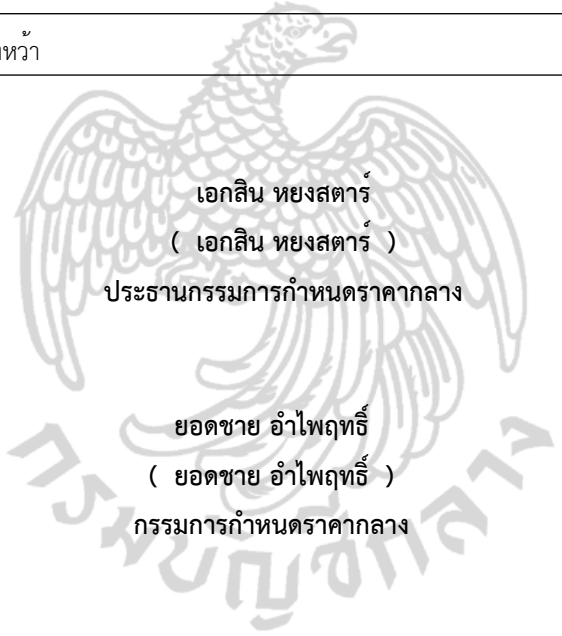 หว้า
เอกสิน หยงสตาร์
( เอกสิน หยงสตาร์ )
ประธานกรรมการกำหนดราคากลาง
ยอดชาย อำไพฤทธิ์
( ยอดชาย อำไพฤทธิ์ )
กรรมการกำหนดราคากลาง
กรมบัญชีกลาง